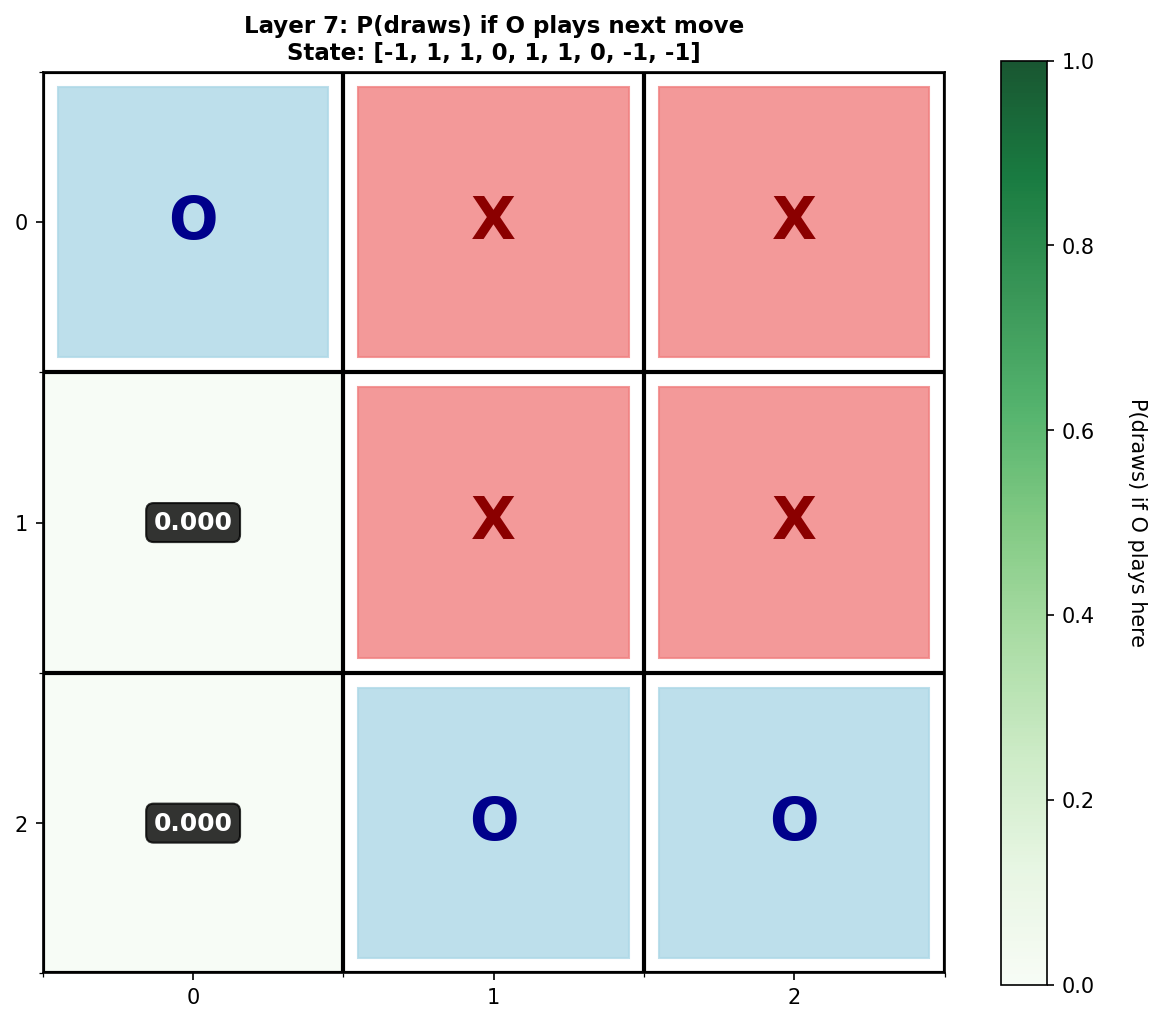 Layer 7: P(draws) if O plays next move
State: [-1, 1, 1, 0, 1, 1, 0, -1, -1]
O
X
X
0
0.000
X
X
1
0.000
O
O
2
0
1
2
1.0
0.8
0.6
0.4
0.2
0.0
P(draws) if O plays here